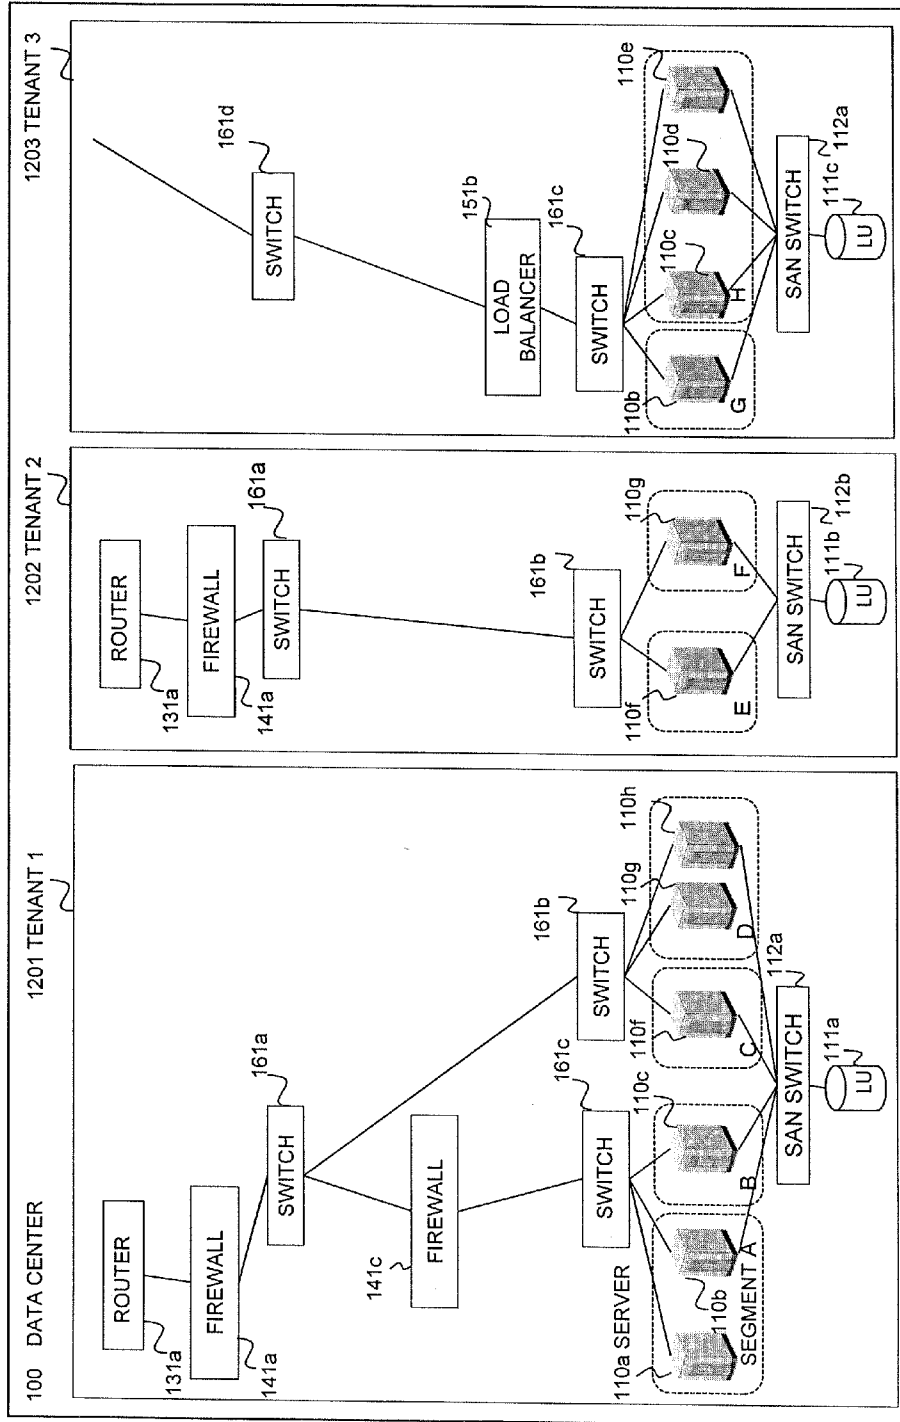 100 DATA CENTER
1201 TENANT 1
ROUTER
131a
FIREWALL
141a
SWITCH
161a
141c
FIREWALL
SWITCH
161c
SWITCH
161b
110a SERVER
110b
SEGMENT A
110c
B
110f
C
110g
D
110h
SAN SWITCH
112a
LU
111a
1202 TENANT 2
ROUTER
131a
FIREWALL
141a
SWITCH
161a
SWITCH
161b
110f
E
110g
F
SAN SWITCH
112b
LU
111b
1203 TENANT 3
SWITCH
161d
LOAD
BALANCER
151b
SWITCH
161c
110b
G
110c
H
110d
110e
SAN SWITCH
112a
LU
111c